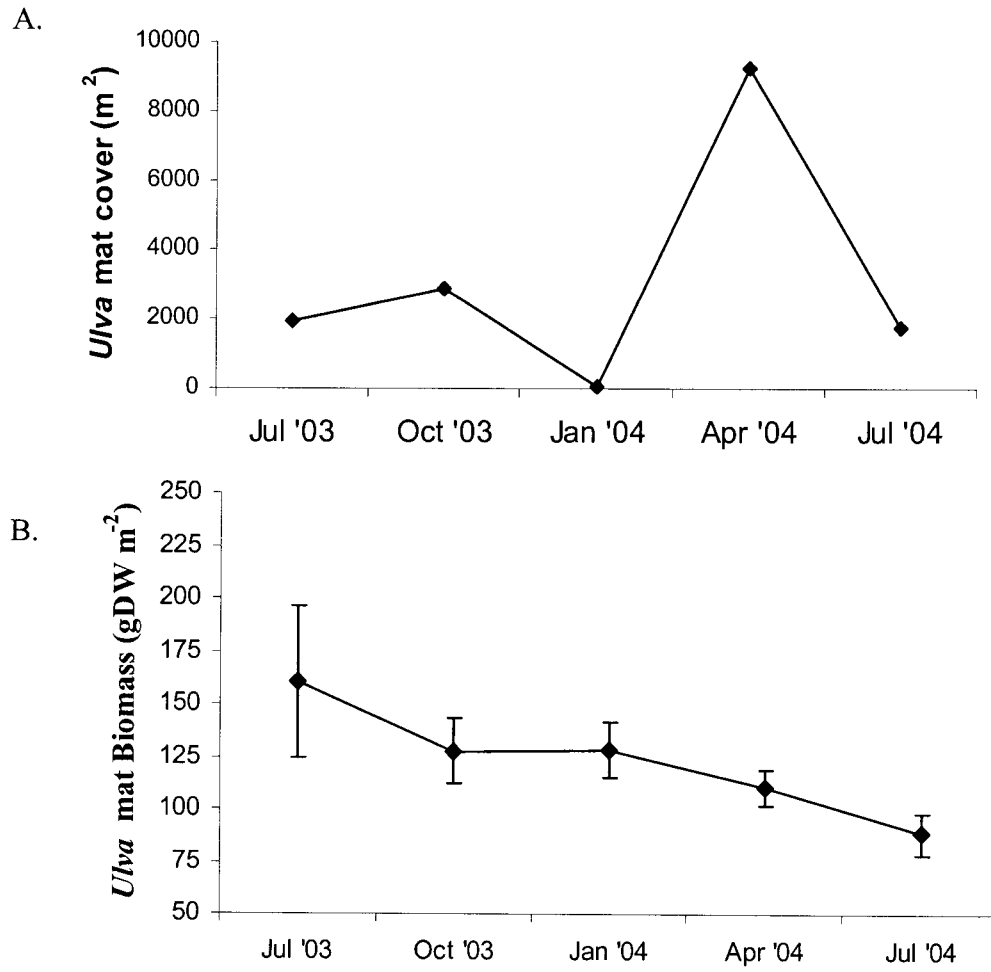 A.
Ulva mat cover (m²)
10000
8000
6000
4000
2000
0
Jul '03 Oct '03 Jan '04 Apr '04 Jul '04
B.
Ulva mat Biomass (gDW m⁻²)
250
225
200
175
150
125
100
75
50
Jul '03 Oct '03 Jan '04 Apr '04 Jul '04